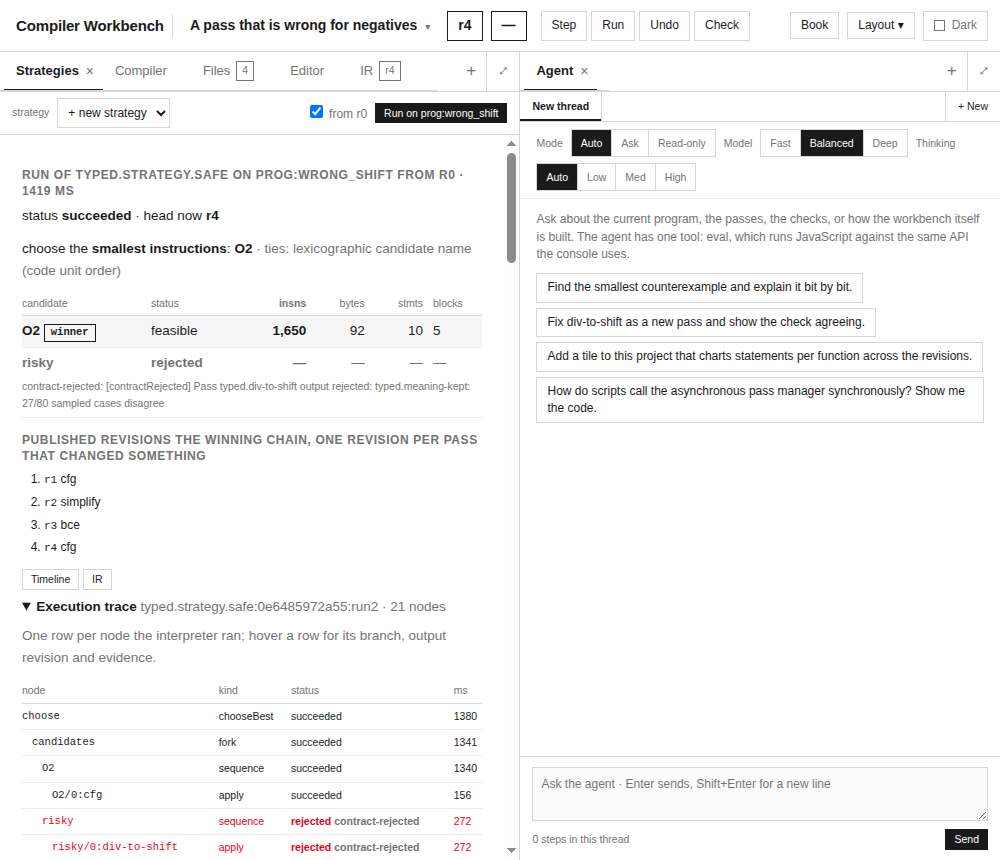 Compiler Workbench
A pass that is wrong for negatives ▾
r4 — Step Run Undo Check Book Layout ▾ Dark
Strategies × Compiler Files 4 Editor IR r4 + ⤢
strategy + new strategy from r0 Run on prog:wrong_shift
RUN OF TYPED.STRATEGY.SAFE ON PROG:WRONG_SHIFT FROM R0 ·
1419 MS
status succeeded · head now r4
choose the smallest instructions: O2 · ties: lexicographic candidate name
(code unit order)
candidate status insns bytes stmts blocks
O2 winner feasible 1,650 92 10 5
risky rejected — — — —
contract-rejected: [contractRejected] Pass typed.div-to-shift output rejected: typed.meaning-kept:
27/80 sampled cases disagree
PUBLISHED REVISIONS THE WINNING CHAIN, ONE REVISION PER PASS
THAT CHANGED SOMETHING
1. r1 cfg
2. r2 simplify
3. r3 bce
4. r4 cfg
Timeline IR
▼ Execution trace typed.strategy.safe:0e6485972a55:run2 · 21 nodes
One row per node the interpreter ran; hover a row for its branch, output
revision and evidence.
node kind status ms
choose chooseBest succeeded 1380
candidates fork succeeded 1341
O2 sequence succeeded 1340
O2/0:cfg apply succeeded 156
risky sequence rejected contract-rejected 272
risky/0:div-to-shift apply rejected contract-rejected 272
Agent × + ⤢
New thread + New
Mode Auto Ask Read-only Model Fast Balanced Deep Thinking
Auto Low Med High
Ask about the current program, the passes, the checks, or how the workbench itself
is built. The agent has one tool: eval, which runs JavaScript against the same API
the console uses.
Find the smallest counterexample and explain it bit by bit.
Fix div-to-shift as a new pass and show the check agreeing.
Add a tile to this project that charts statements per function across the revisions.
How do scripts call the asynchronous pass manager synchronously? Show me
the code.
Ask the agent · Enter sends, Shift+Enter for a new line
0 steps in this thread Send